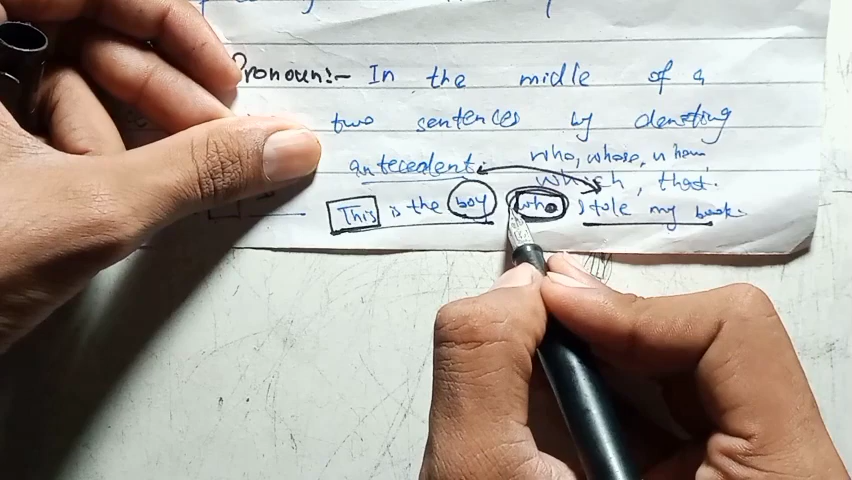 Pronoun:- In the midle of a
two sentences by denoting
antecedent. who, whose, whom
which, that.
This is the boy who stole my book.